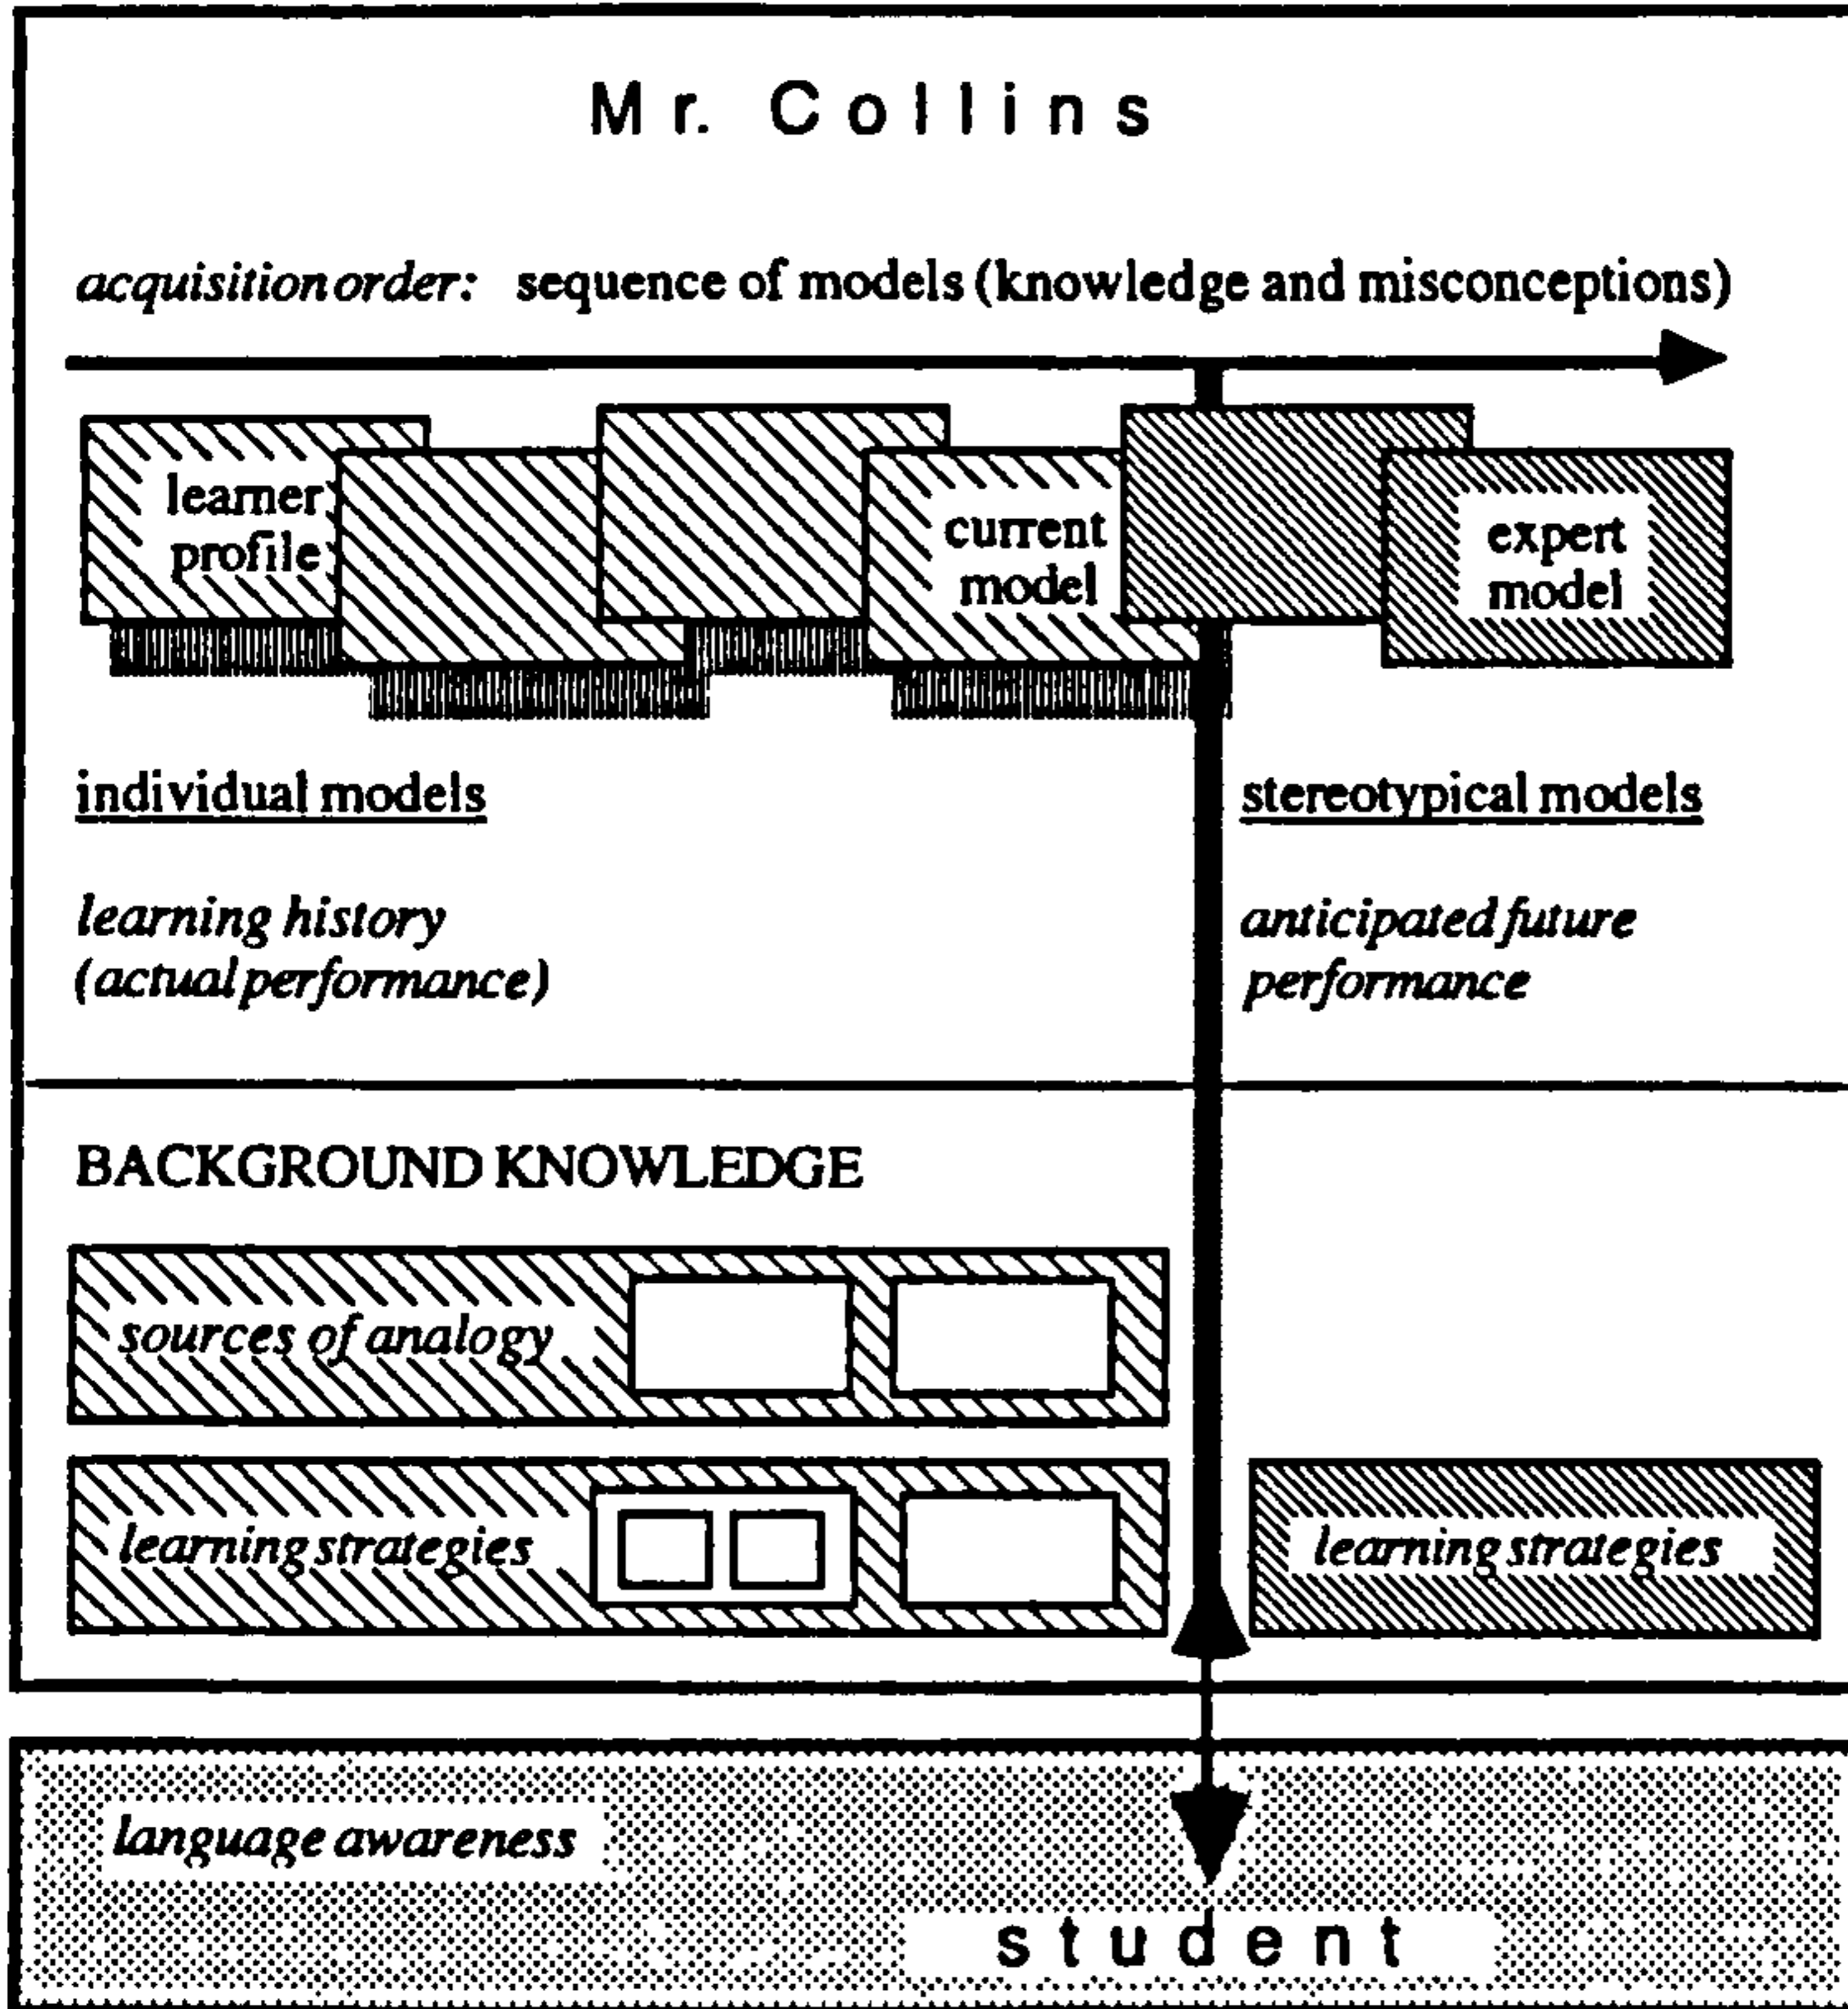 Mr. Collins
acquisition order: sequence of models (knowledge and misconceptions)
learner
profile
current
model
expert
model
individual models
stereotypical models
learning history
(actual performance)
anticipated future
performance
BACKGROUND KNOWLEDGE
sources of analogy
learning strategies
learning strategies
language awareness
student